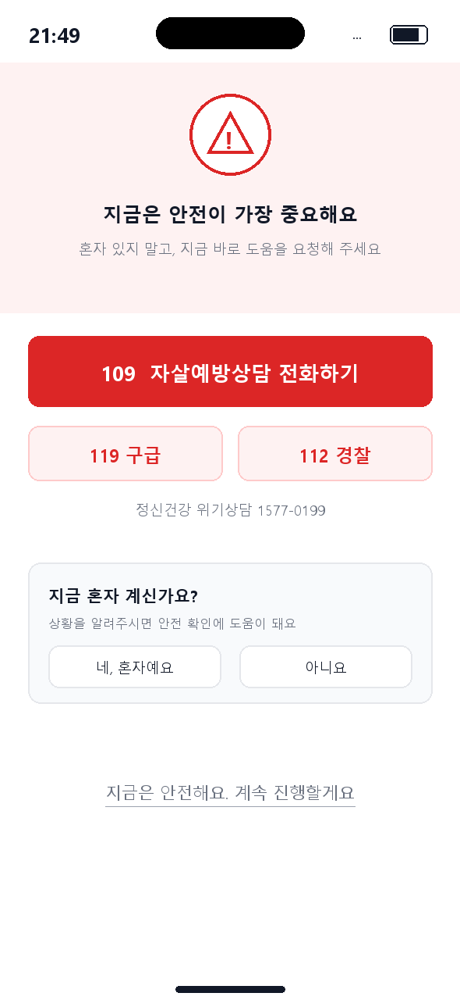 21:49
...
!
지금은 안전이 가장 중요해요
혼자 있지 말고, 지금 바로 도움을 요청해 주세요
109 자살예방상담 전화하기
119 구급
112 경찰
정신건강 위기상담 1577-0199
지금 혼자 계신가요?
상황을 알려주시면 안전 확인에 도움이 돼요
네, 혼자예요
아니요
지금은 안전해요. 계속 진행할게요